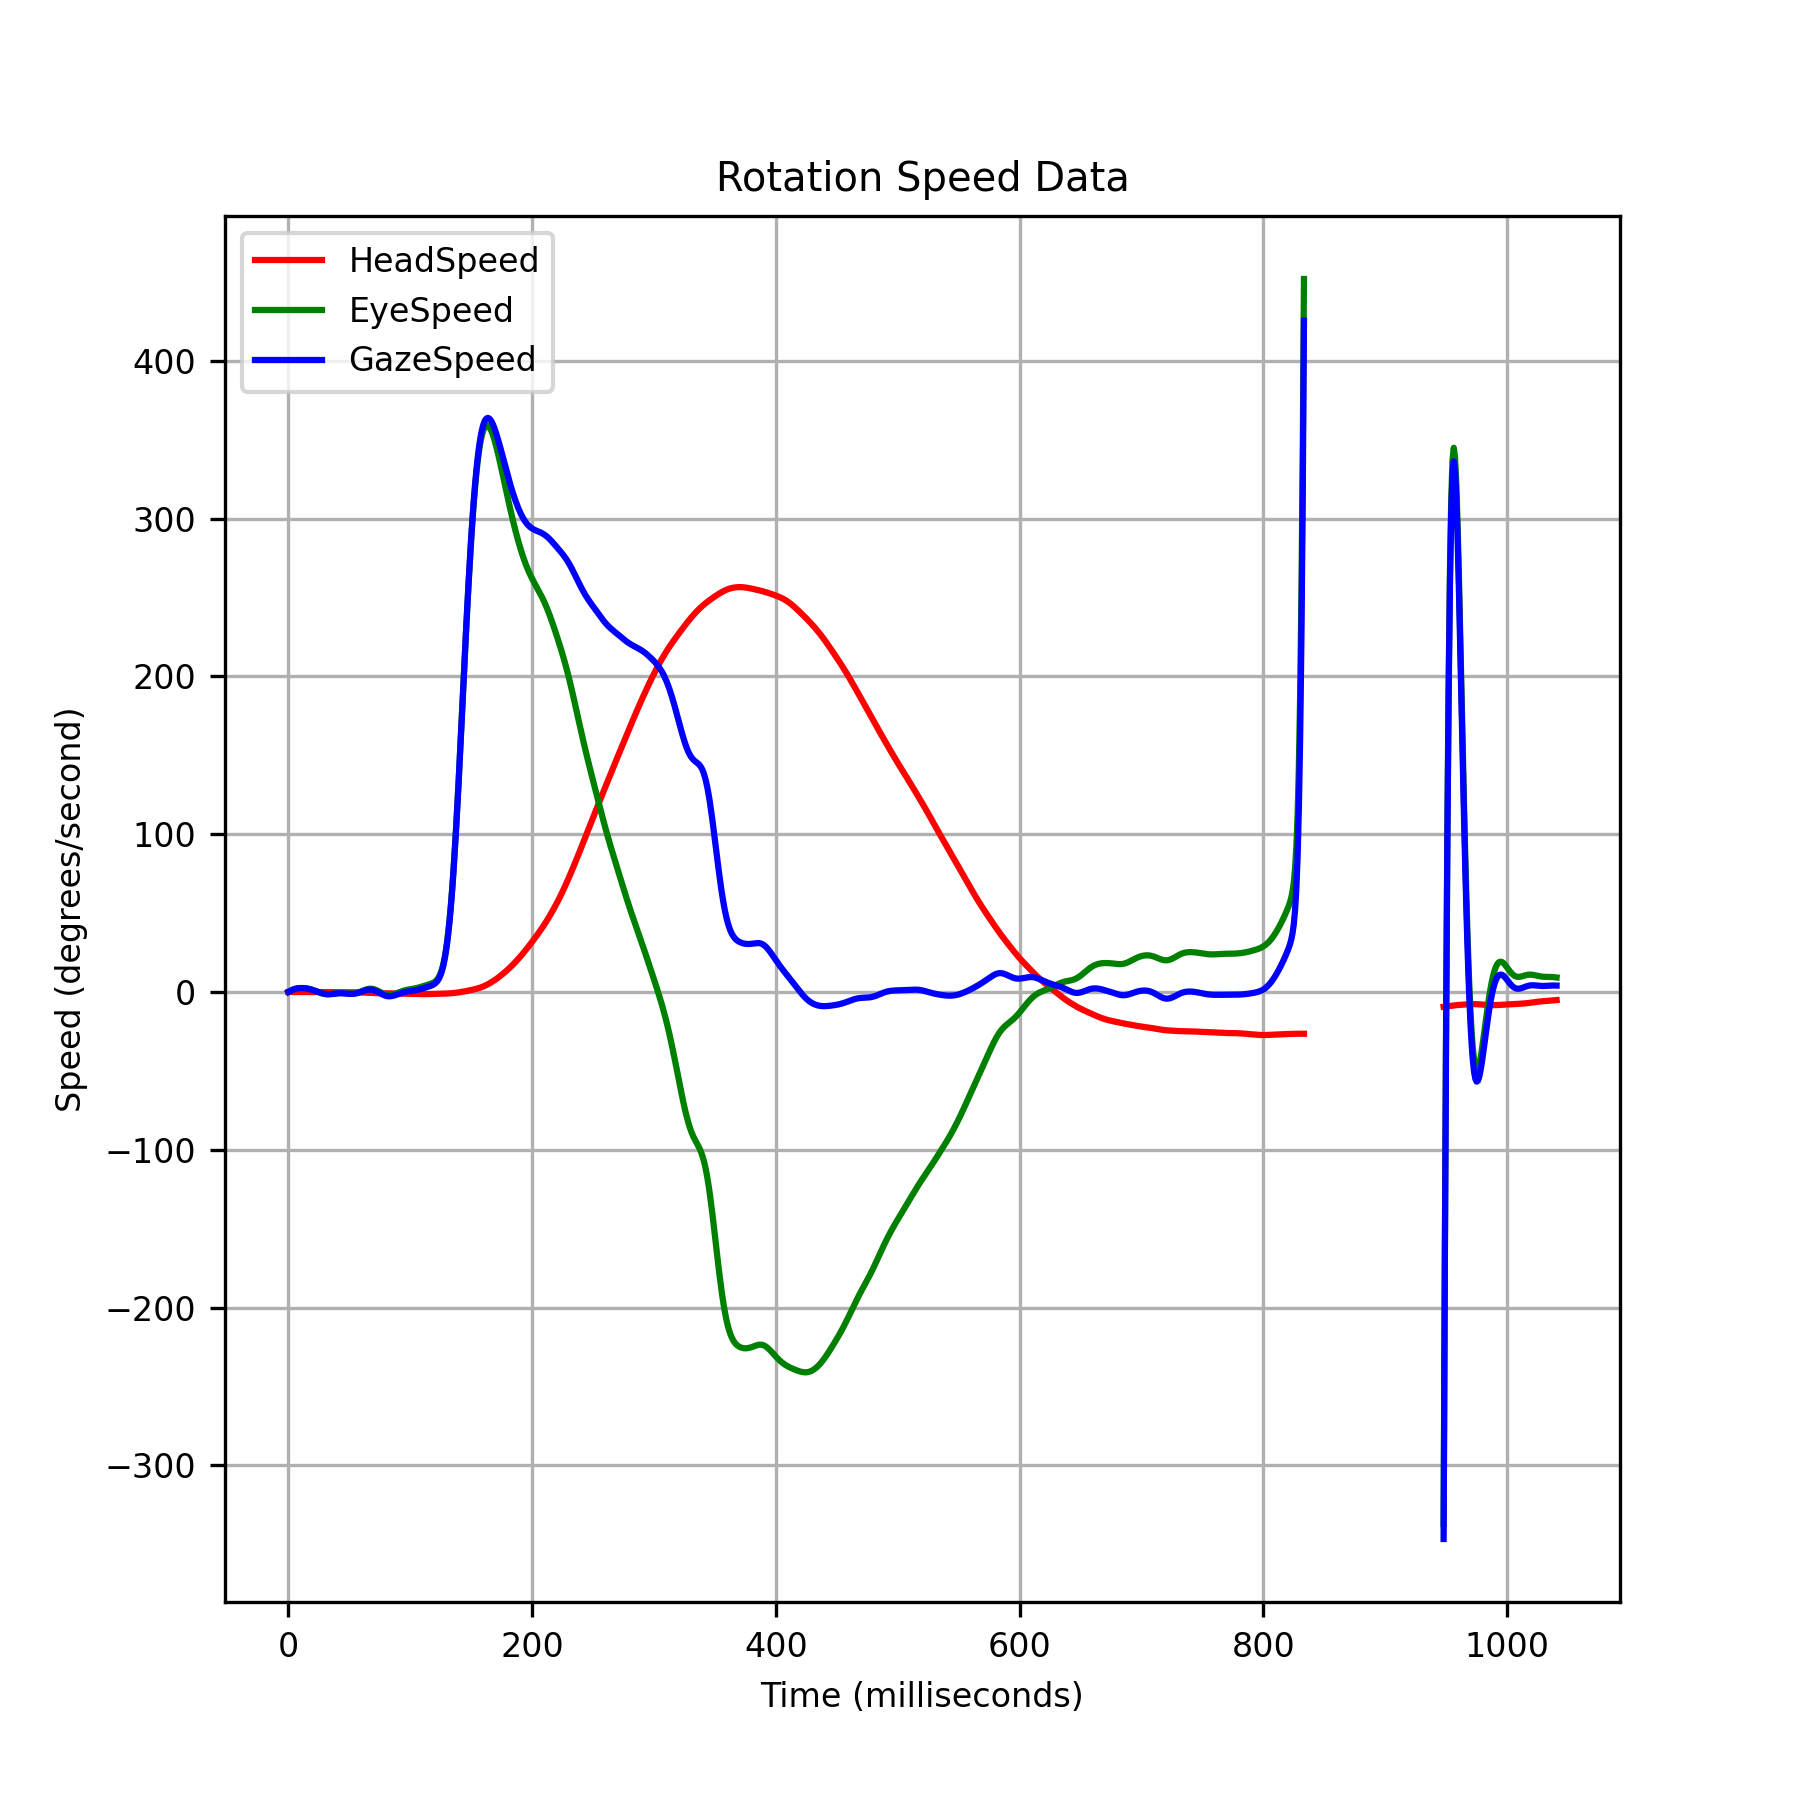 Rotation Speed Data
HeadSpeed
EyeSpeed
GazeSpeed
400
300
200
100
0
−100
−200
−300
Speed (degrees/second)
0 200 400 600 800 1000
Time (milliseconds)